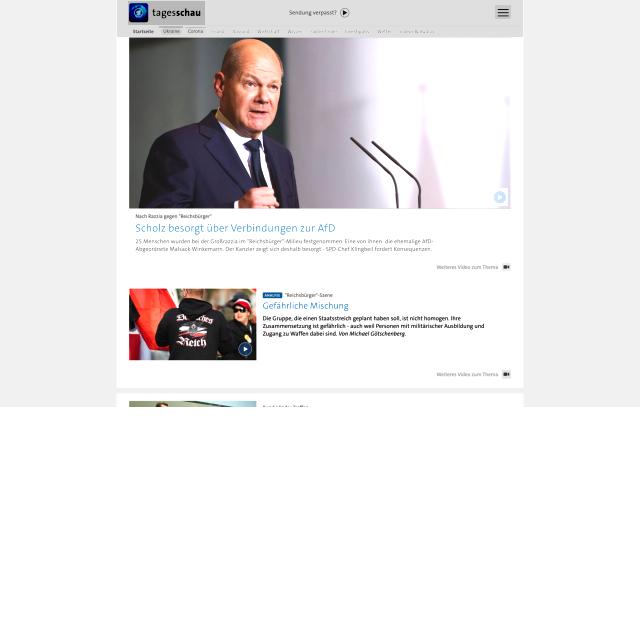 tagesschau
Sendung verpasst?
Startseite Ukraine Corona Inland Ausland Wirtschaft Wissen Faktenfinder Investigativ Wetter
Nach Razzia gegen "Reichsbürger"
Scholz besorgt über Verbindungen zur AfD
25 Menschen wurden bei der Großrazzia im "Reichsbürger"-Milieu festgenommen. Eine von ihnen: die ehemalige AfD-
Abgeordnete Malsack-Winkemann. Der Kanzler zeigt sich deshalb besorgt - SPD-Chef Klingbeil fordert Konsequenzen.
Weiteres Video zum Thema
Deutsches
Reich
ANALYSE "Reichsbürger"-Szene
Gefährliche Mischung
Die Gruppe, die einen Staatsstreich geplant haben soll, ist nicht homogen. Ihre
Zusammensetzung ist gefährlich - auch weil Personen mit militärischer Ausbildung und
Zugang zu Waffen dabei sind. Von Michael Götschenberg.
Weiteres Video zum Thema